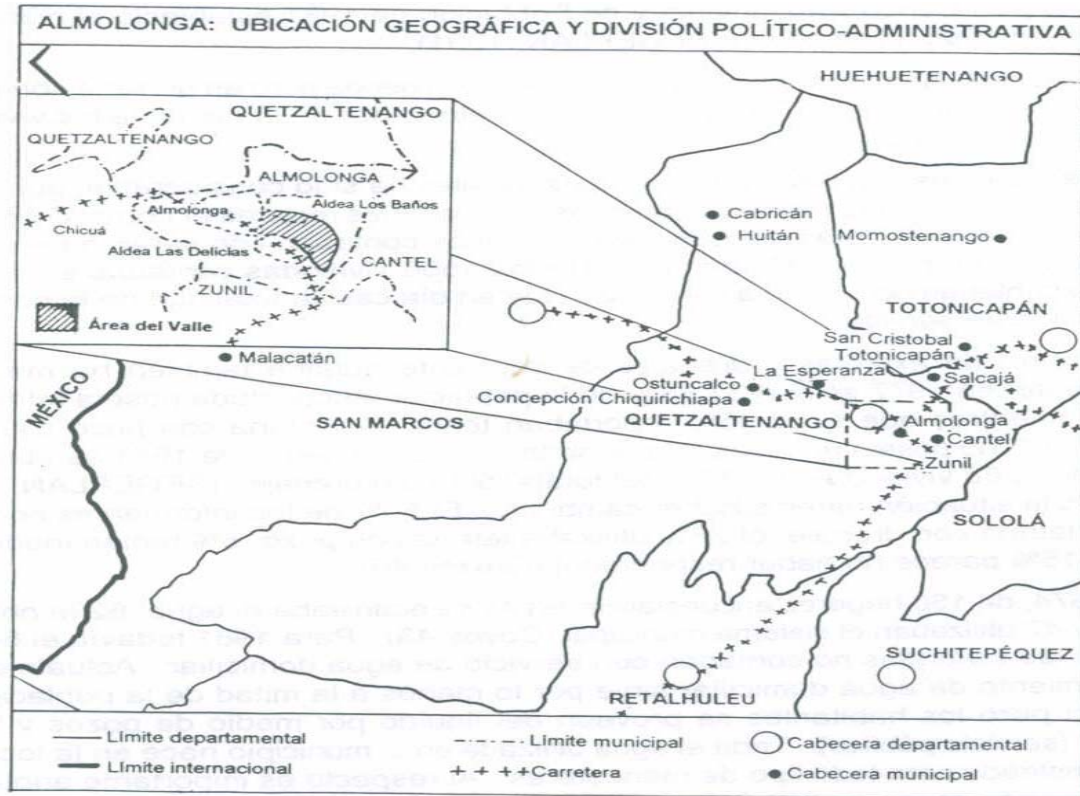 ALMOLONGA: UBICACIÓN GEOGRÁFICA Y DIVISIÓN POLÍTICO-ADMINISTRATIVA
HUEHUETENANGO
QUETZALTENANGO
QUETZALTENANGO
ALMOLONGA
Almolonga
Aldea Los Baños
Chicuá
Aldea Las Delicias
CANTEL
ZUNIL
Área del Valle
Cabricán
Huitán
Momostenango
TOTONICAPÁN
San Cristobal
Totonicapán
Malacatán
La Esperanza
Salcajá
Ostuncalco
Concepción Chiquirichiapa
MÉXICO
SAN MARCOS
QUETZALTENANGO
Almolonga
Cantel
Zunil
SOLOLÁ
SUCHITEPÉQUEZ
RETALHULEU
Límite departamental
Límite municipal
Cabecera departamental
Límite internacional
Carretera
Cabecera municipal